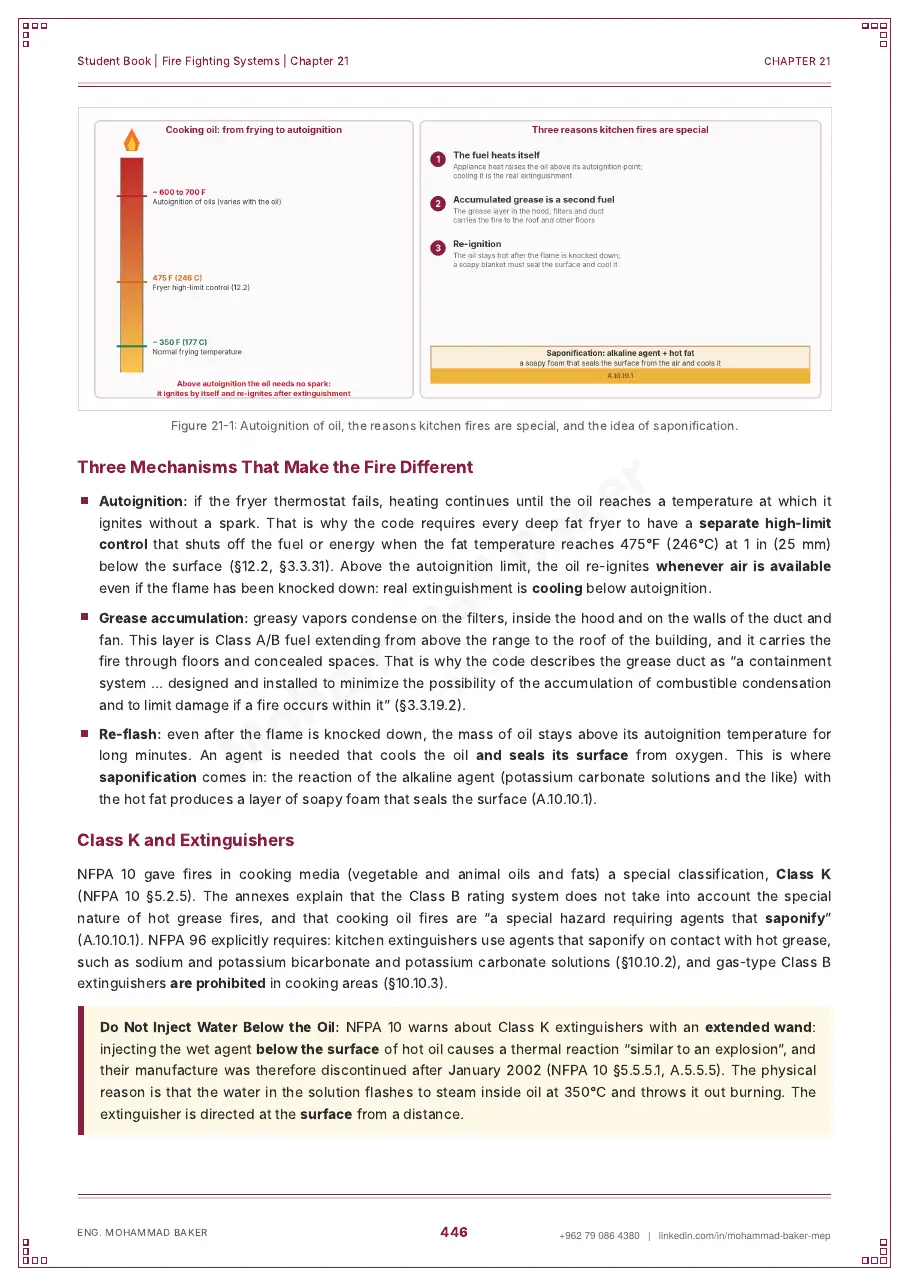 Student Book | Fire Fighting Systems | Chapter 21
CHAPTER 21
Cooking oil: from frying to autoignition
~ 600 to 700 F
Autoignition of oils (varies with the oil)
475 F (246 C)
Fryer high-limit control (12.2)
~ 350 F (177 C)
Normal frying temperature
Above autoignition the oil needs no spark:
it ignites by itself and re-ignites after extinguishment
Three reasons kitchen fires are special
1 The fuel heats itself
Appliance heat raises the oil above its autoignition point;
cooling it is the real extinguishment
2 Accumulated grease is a second fuel
The grease layer in the hood, filters and duct
carries the fire to the roof and other floors
3 Re-ignition
The oil stays hot after the flame is knocked down;
a soapy blanket must seal the surface and cool it
Saponification: alkaline agent + hot fat
a soapy foam that seals the surface from the air and cools it
A.10.10.1
Figure 21-1: Autoignition of oil, the reasons kitchen fires are special, and the idea of saponification.
Three Mechanisms That Make the Fire Different
Autoignition: if the fryer thermostat fails, heating continues until the oil reaches a temperature at which it
ignites without a spark. That is why the code requires every deep fat fryer to have a separate high-limit
control that shuts off the fuel or energy when the fat temperature reaches 475°F (246°C) at 1 in (25 mm)
below the surface (§12.2, §3.3.31). Above the autoignition limit, the oil re-ignites whenever air is available
even if the flame has been knocked down: real extinguishment is cooling below autoignition.
Grease accumulation: greasy vapors condense on the filters, inside the hood and on the walls of the duct and
fan. This layer is Class A/B fuel extending from above the range to the roof of the building, and it carries the
fire through floors and concealed spaces. That is why the code describes the grease duct as "a containment
system … designed and installed to minimize the possibility of the accumulation of combustible condensation
and to limit damage if a fire occurs within it" (§3.3.19.2).
Re-flash: even after the flame is knocked down, the mass of oil stays above its autoignition temperature for
long minutes. An agent is needed that cools the oil and seals its surface from oxygen. This is where
saponification comes in: the reaction of the alkaline agent (potassium carbonate solutions and the like) with
the hot fat produces a layer of soapy foam that seals the surface (A.10.10.1).
Class K and Extinguishers
NFPA 10 gave fires in cooking media (vegetable and animal oils and fats) a special classification, Class K
(NFPA 10 §5.2.5). The annexes explain that the Class B rating system does not take into account the special
nature of hot grease fires, and that cooking oil fires are "a special hazard requiring agents that saponify"
(A.10.10.1). NFPA 96 explicitly requires: kitchen extinguishers use agents that saponify on contact with hot grease,
such as sodium and potassium bicarbonate and potassium carbonate solutions (§10.10.2), and gas-type Class B
extinguishers are prohibited in cooking areas (§10.10.3).
Do Not Inject Water Below the Oil: NFPA 10 warns about Class K extinguishers with an extended wand:
injecting the wet agent below the surface of hot oil causes a thermal reaction "similar to an explosion", and
their manufacture was therefore discontinued after January 2002 (NFPA 10 §5.5.5.1, A.5.5.5). The physical
reason is that the water in the solution flashes to steam inside oil at 350°C and throws it out burning. The
extinguisher is directed at the surface from a distance.
ENG. MOHAMMAD BAKER
446
+962 79 086 4380 | linkedin.com/in/mohammad-baker-mep